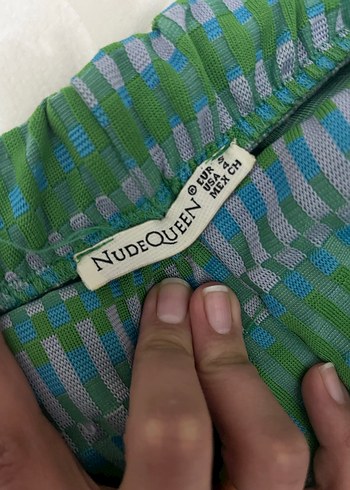 NUDEQUEEN®
EUR S
USA 4
MEX CH